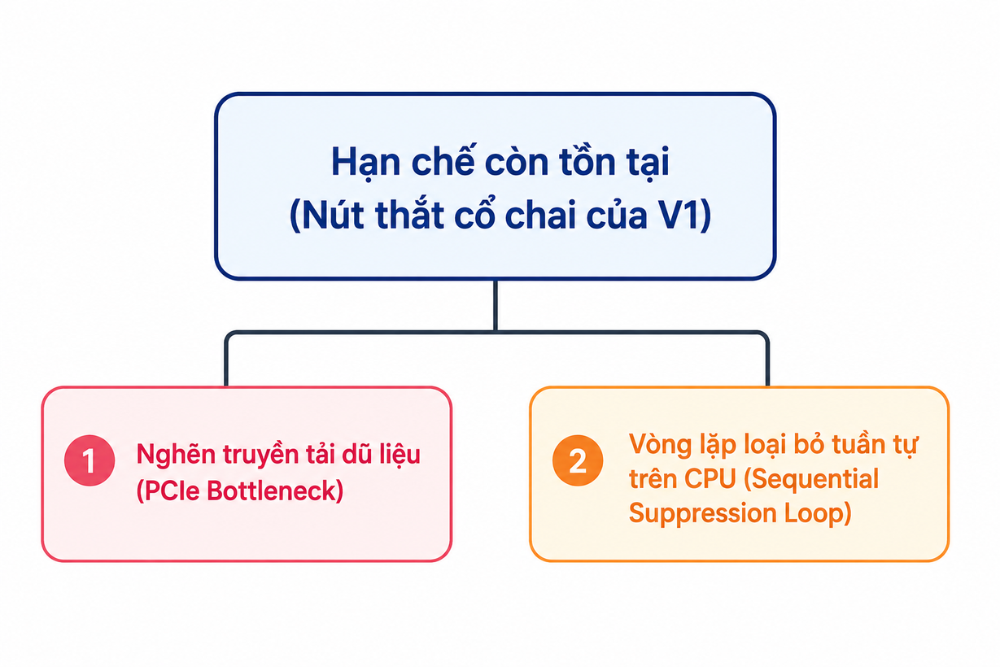 Hạn chế còn tồn tại
(Nút thắt cổ chai của V1)
1
Nghẽn truyền tải dũ liệu
(PCIe Bottleneck)
2
Vòng lặp loại bỏ tuần tự
trên CPU (Sequential
Suppression Loop)